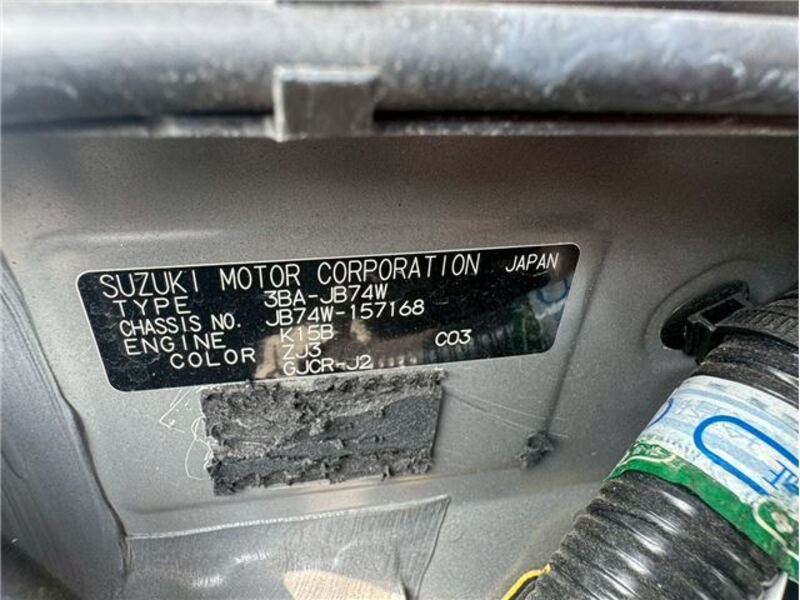 SUZUKI MOTOR CORPORATION JAPAN
TYPE 3BA-JB74W
CHASSIS NO. JB74W-157168
ENGINE K15B C03
COLOR ZJ3
GJCR-J2